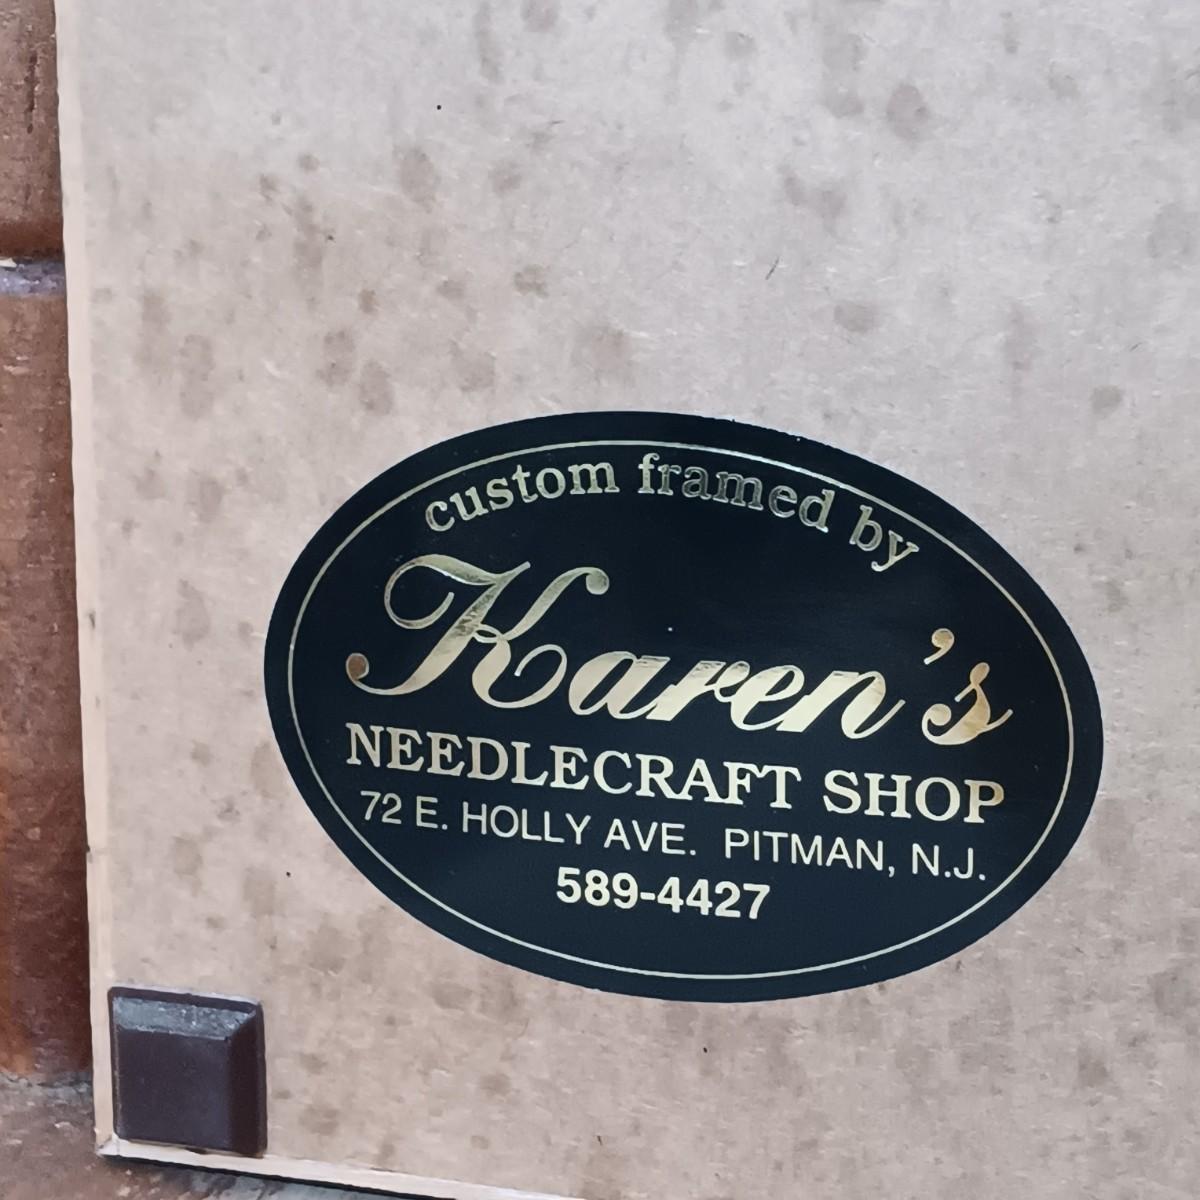 custom framed by
Karen's
NEEDLECRAFT SHOP
72 E. HOLLY AVE. PITMAN, N.J.
589-4427